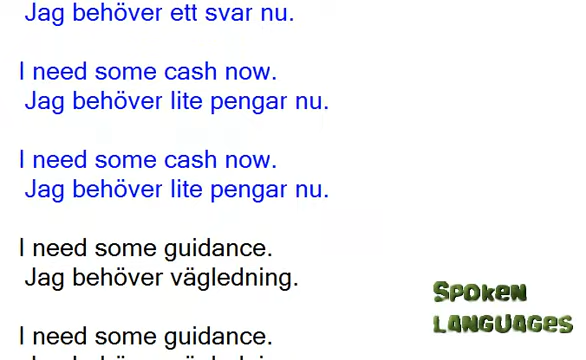 Jag behöver ett svar nu.
I need some cash now.
Jag behöver lite pengar nu.
I need some cash now.
Jag behöver lite pengar nu.
I need some guidance.
Jag behöver vägledning.
I need some guidance.
SPOKEN
LANGUAGES